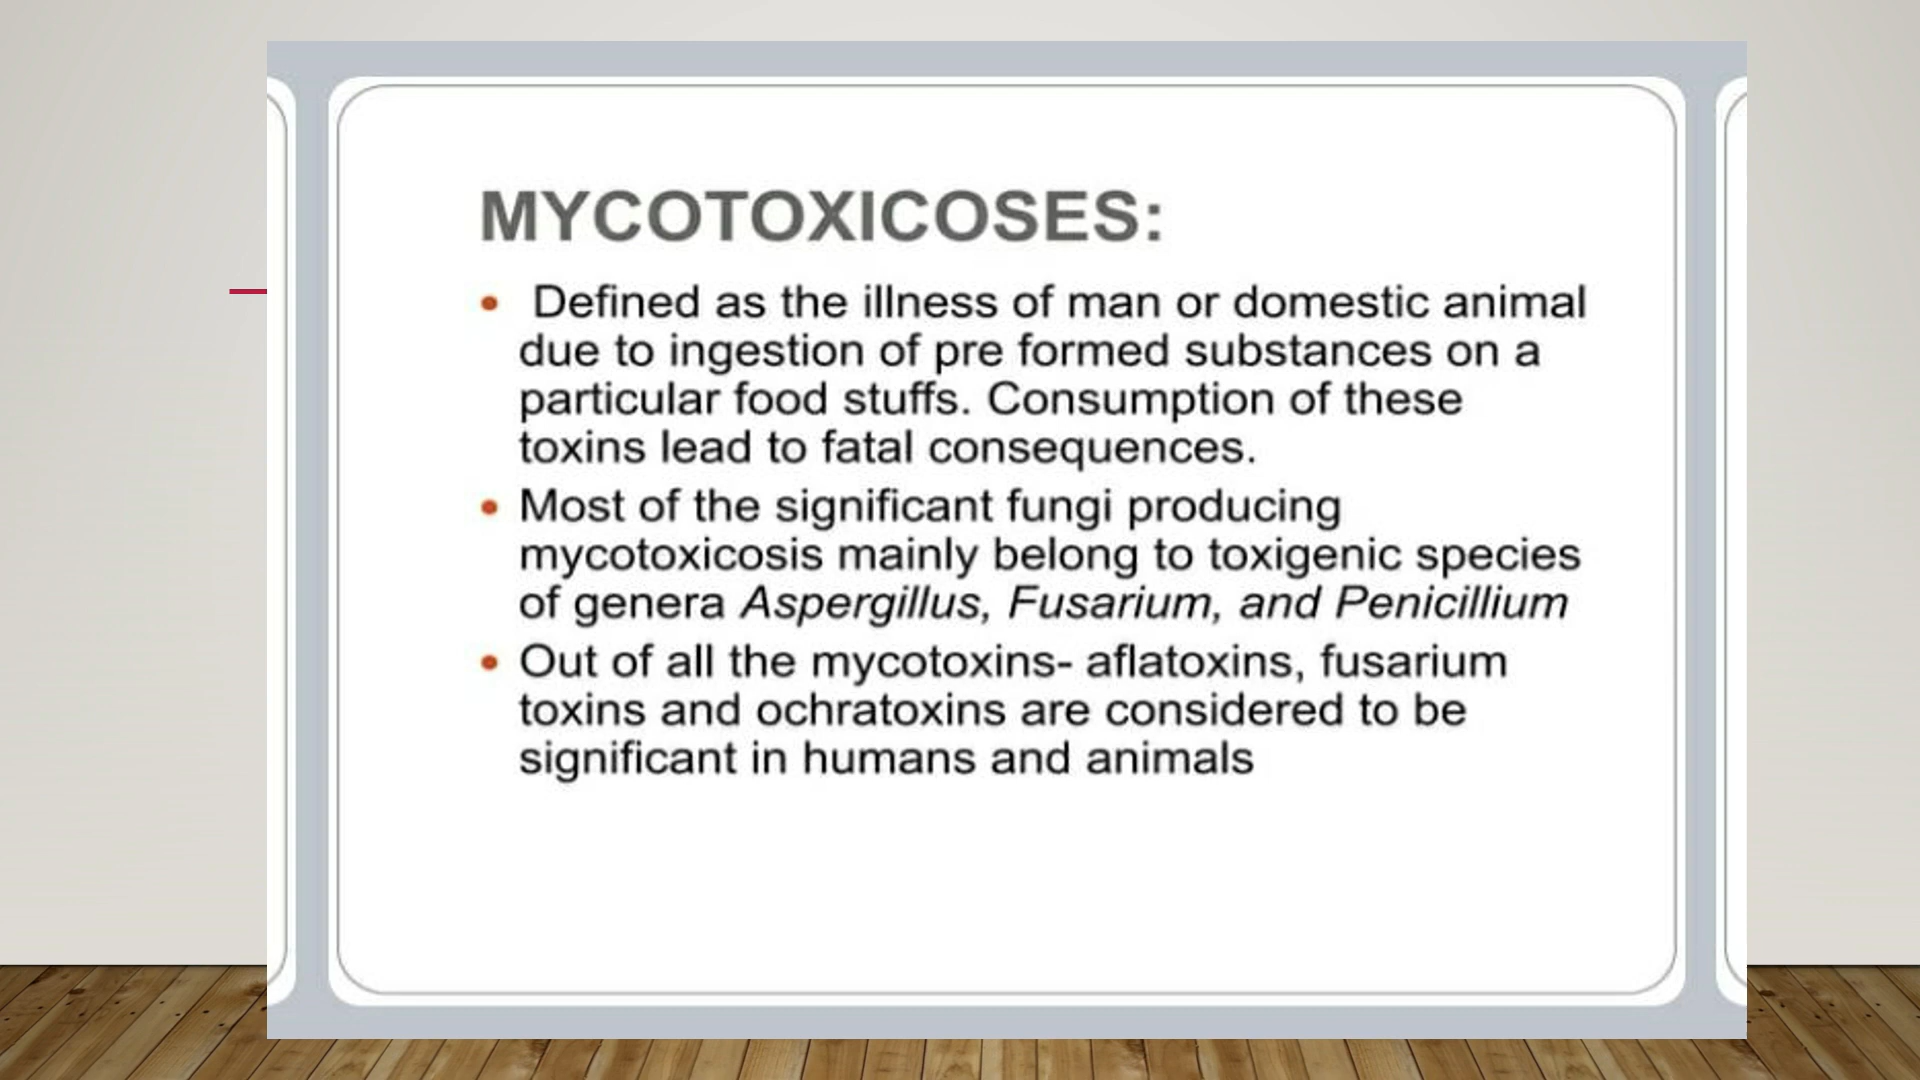 MYCOTOXICOSES:
• Defined as the illness of man or domestic animal
due to ingestion of pre formed substances on a
particular food stuffs. Consumption of these
toxins lead to fatal consequences.
• Most of the significant fungi producing
mycotoxicosis mainly belong to toxigenic species
of genera Aspergillus, Fusarium, and Penicillium
• Out of all the mycotoxins- aflatoxins, fusarium
toxins and ochratoxins are considered to be
significant in humans and animals